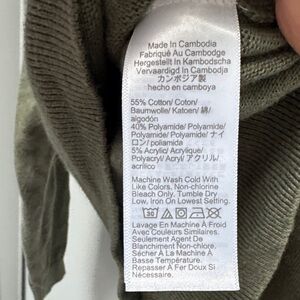 Made In Cambodia
Fabriqué Au Cambodge
Hergestellt In Kambodscha
Vervaardigd In Cambodja
カンボジア製
hecho en camboya
55% Cotton/ Coton/
Baumwolle/ Katoen/ 綿/
algodón
40% Polyamide/ Polyamide/
Polyamid/ Polyamide/ ナイ
ロン/ poliamida
5% Acrylic/ Acrylique/
Polyacryl/ Acryl/ アクリル/
acrílico
Machine Wash Cold With
Like Colors, Non-chlorine
Bleach Only, Tumble Dry
Low, Iron On Lowest Setting.
30
Lavage En Machine À Froid
Avec Couleurs Similaires.
Seulement Agent De
Blanchiment Non-chlore.
Séchage Basse Temp.
Repasser À Fer Doux Si
Nécessaire.